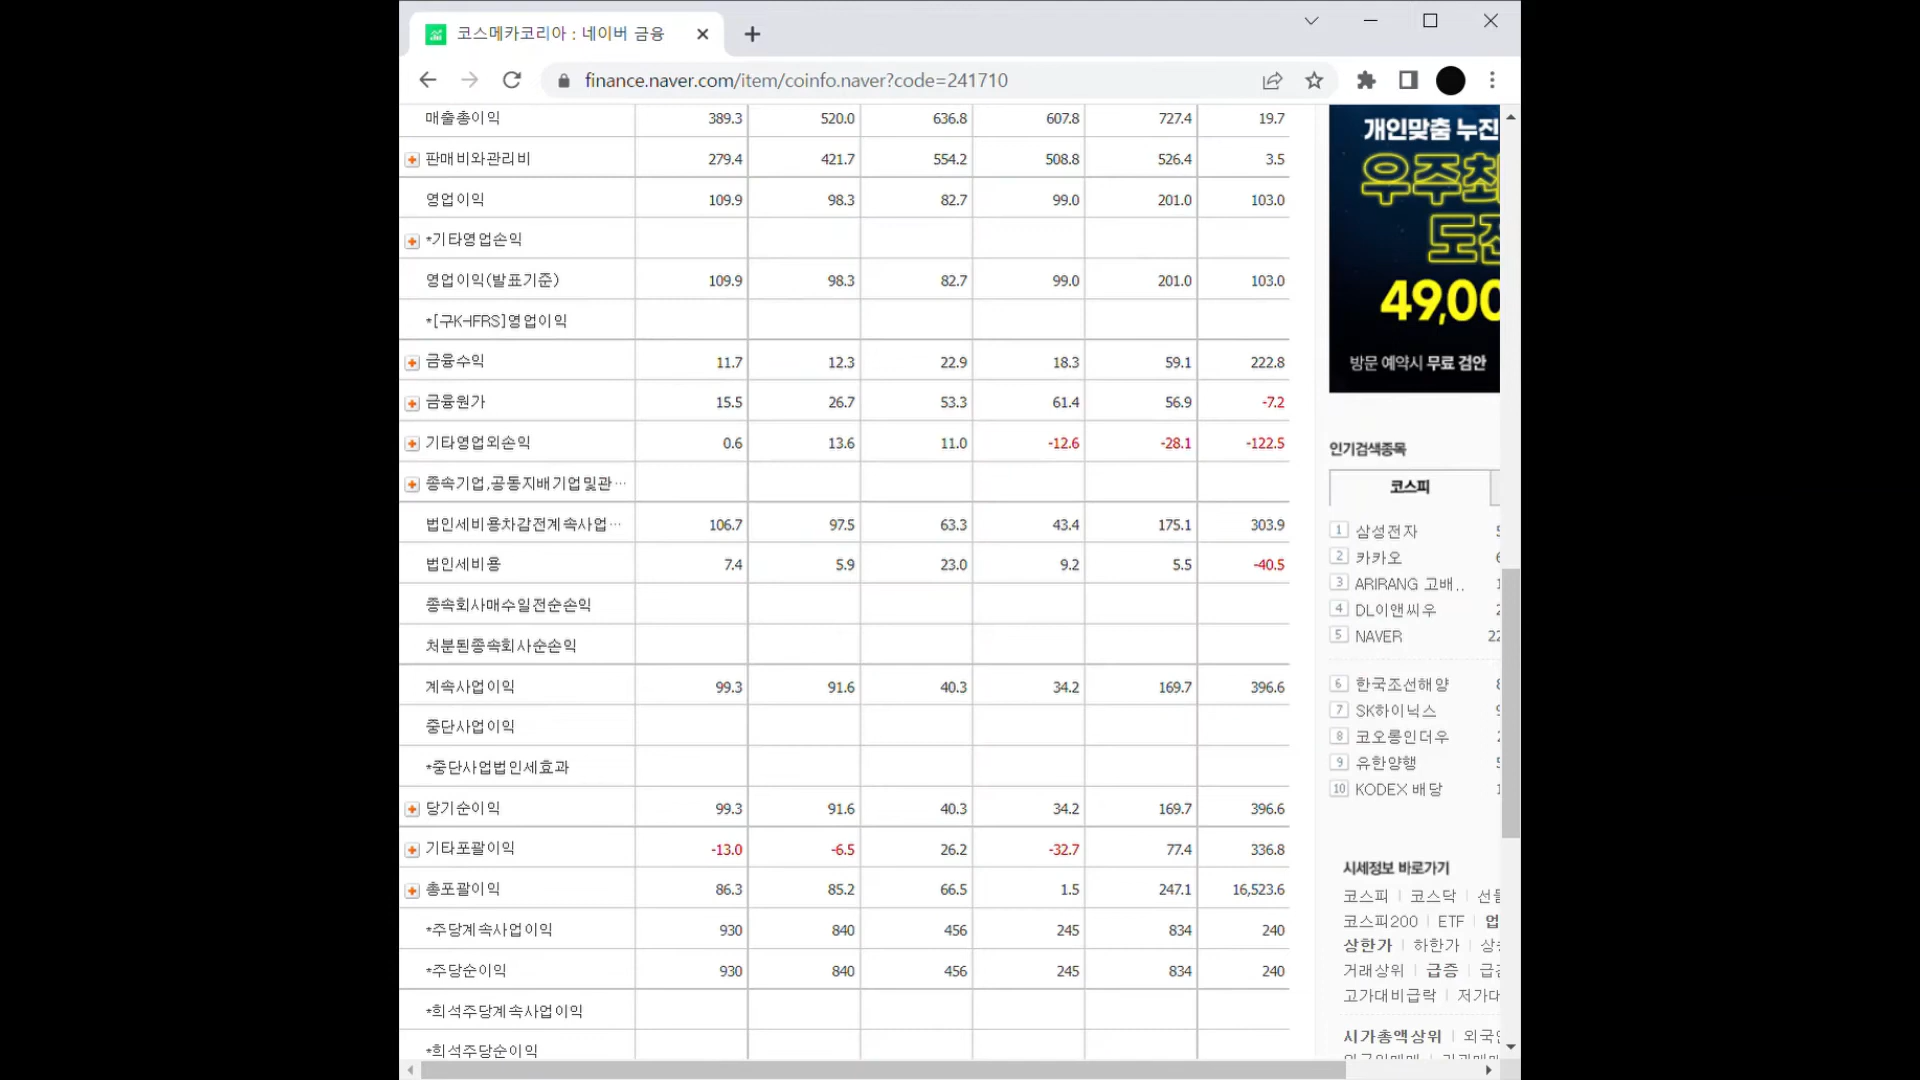 코스메카코리아 : 네이버 금융
finance.naver.com/item/coinfo.naver?code=241710
매출총이익 389.3 520.0 636.8 607.8 727.4 19.7
판매비와관리비 279.4 421.7 554.2 508.8 526.4 3.5
영업이익 109.9 98.3 82.7 99.0 201.0 103.0
*기타영업손익
영업이익(발표기준) 109.9 98.3 82.7 99.0 201.0 103.0
*[구K-IFRS]영업이익
금융수익 11.7 12.3 22.9 18.3 59.1 222.8
금융원가 15.5 26.7 53.3 61.4 56.9 -7.2
기타영업외손익 0.6 13.6 11.0 -12.6 -28.1 -122.5
종속기업,공동지배기업및관…
법인세비용차감전계속사업… 106.7 97.5 63.3 43.4 175.1 303.9
법인세비용 7.4 5.9 23.0 9.2 5.5 -40.5
종속회사매수일전순손익
처분된종속회사순손익
계속사업이익 99.3 91.6 40.3 34.2 169.7 396.6
중단사업이익
*중단사업법인세효과
당기순이익 99.3 91.6 40.3 34.2 169.7 396.6
기타포괄이익 -13.0 -6.5 26.2 -32.7 77.4 336.8
총포괄이익 86.3 85.2 66.5 1.5 247.1 16,523.6
*주당계속사업이익 930 840 456 245 834 240
*주당순이익 930 840 456 245 834 240
*희석주당계속사업이익
*희석주당순이익
개인맞춤 누진
우주최
도전
49,00
방문 예약시 무료 검안
인기검색종목
코스피
1 삼성전자
2 카카오
3 ARIRANG 고배..
4 DL이앤씨우
5 NAVER 22
6 한국조선해양
7 SK하이닉스
8 코오롱인더우
9 유한양행
10 KODEX 배당
시세정보 바로가기
코스피 | 코스닥 | 선물
코스피200 | ETF | 업
상한가 | 하한가 | 상승
거래상위 | 급증 | 급감
고가대비급락 | 저가대
시가총액상위 | 외국인